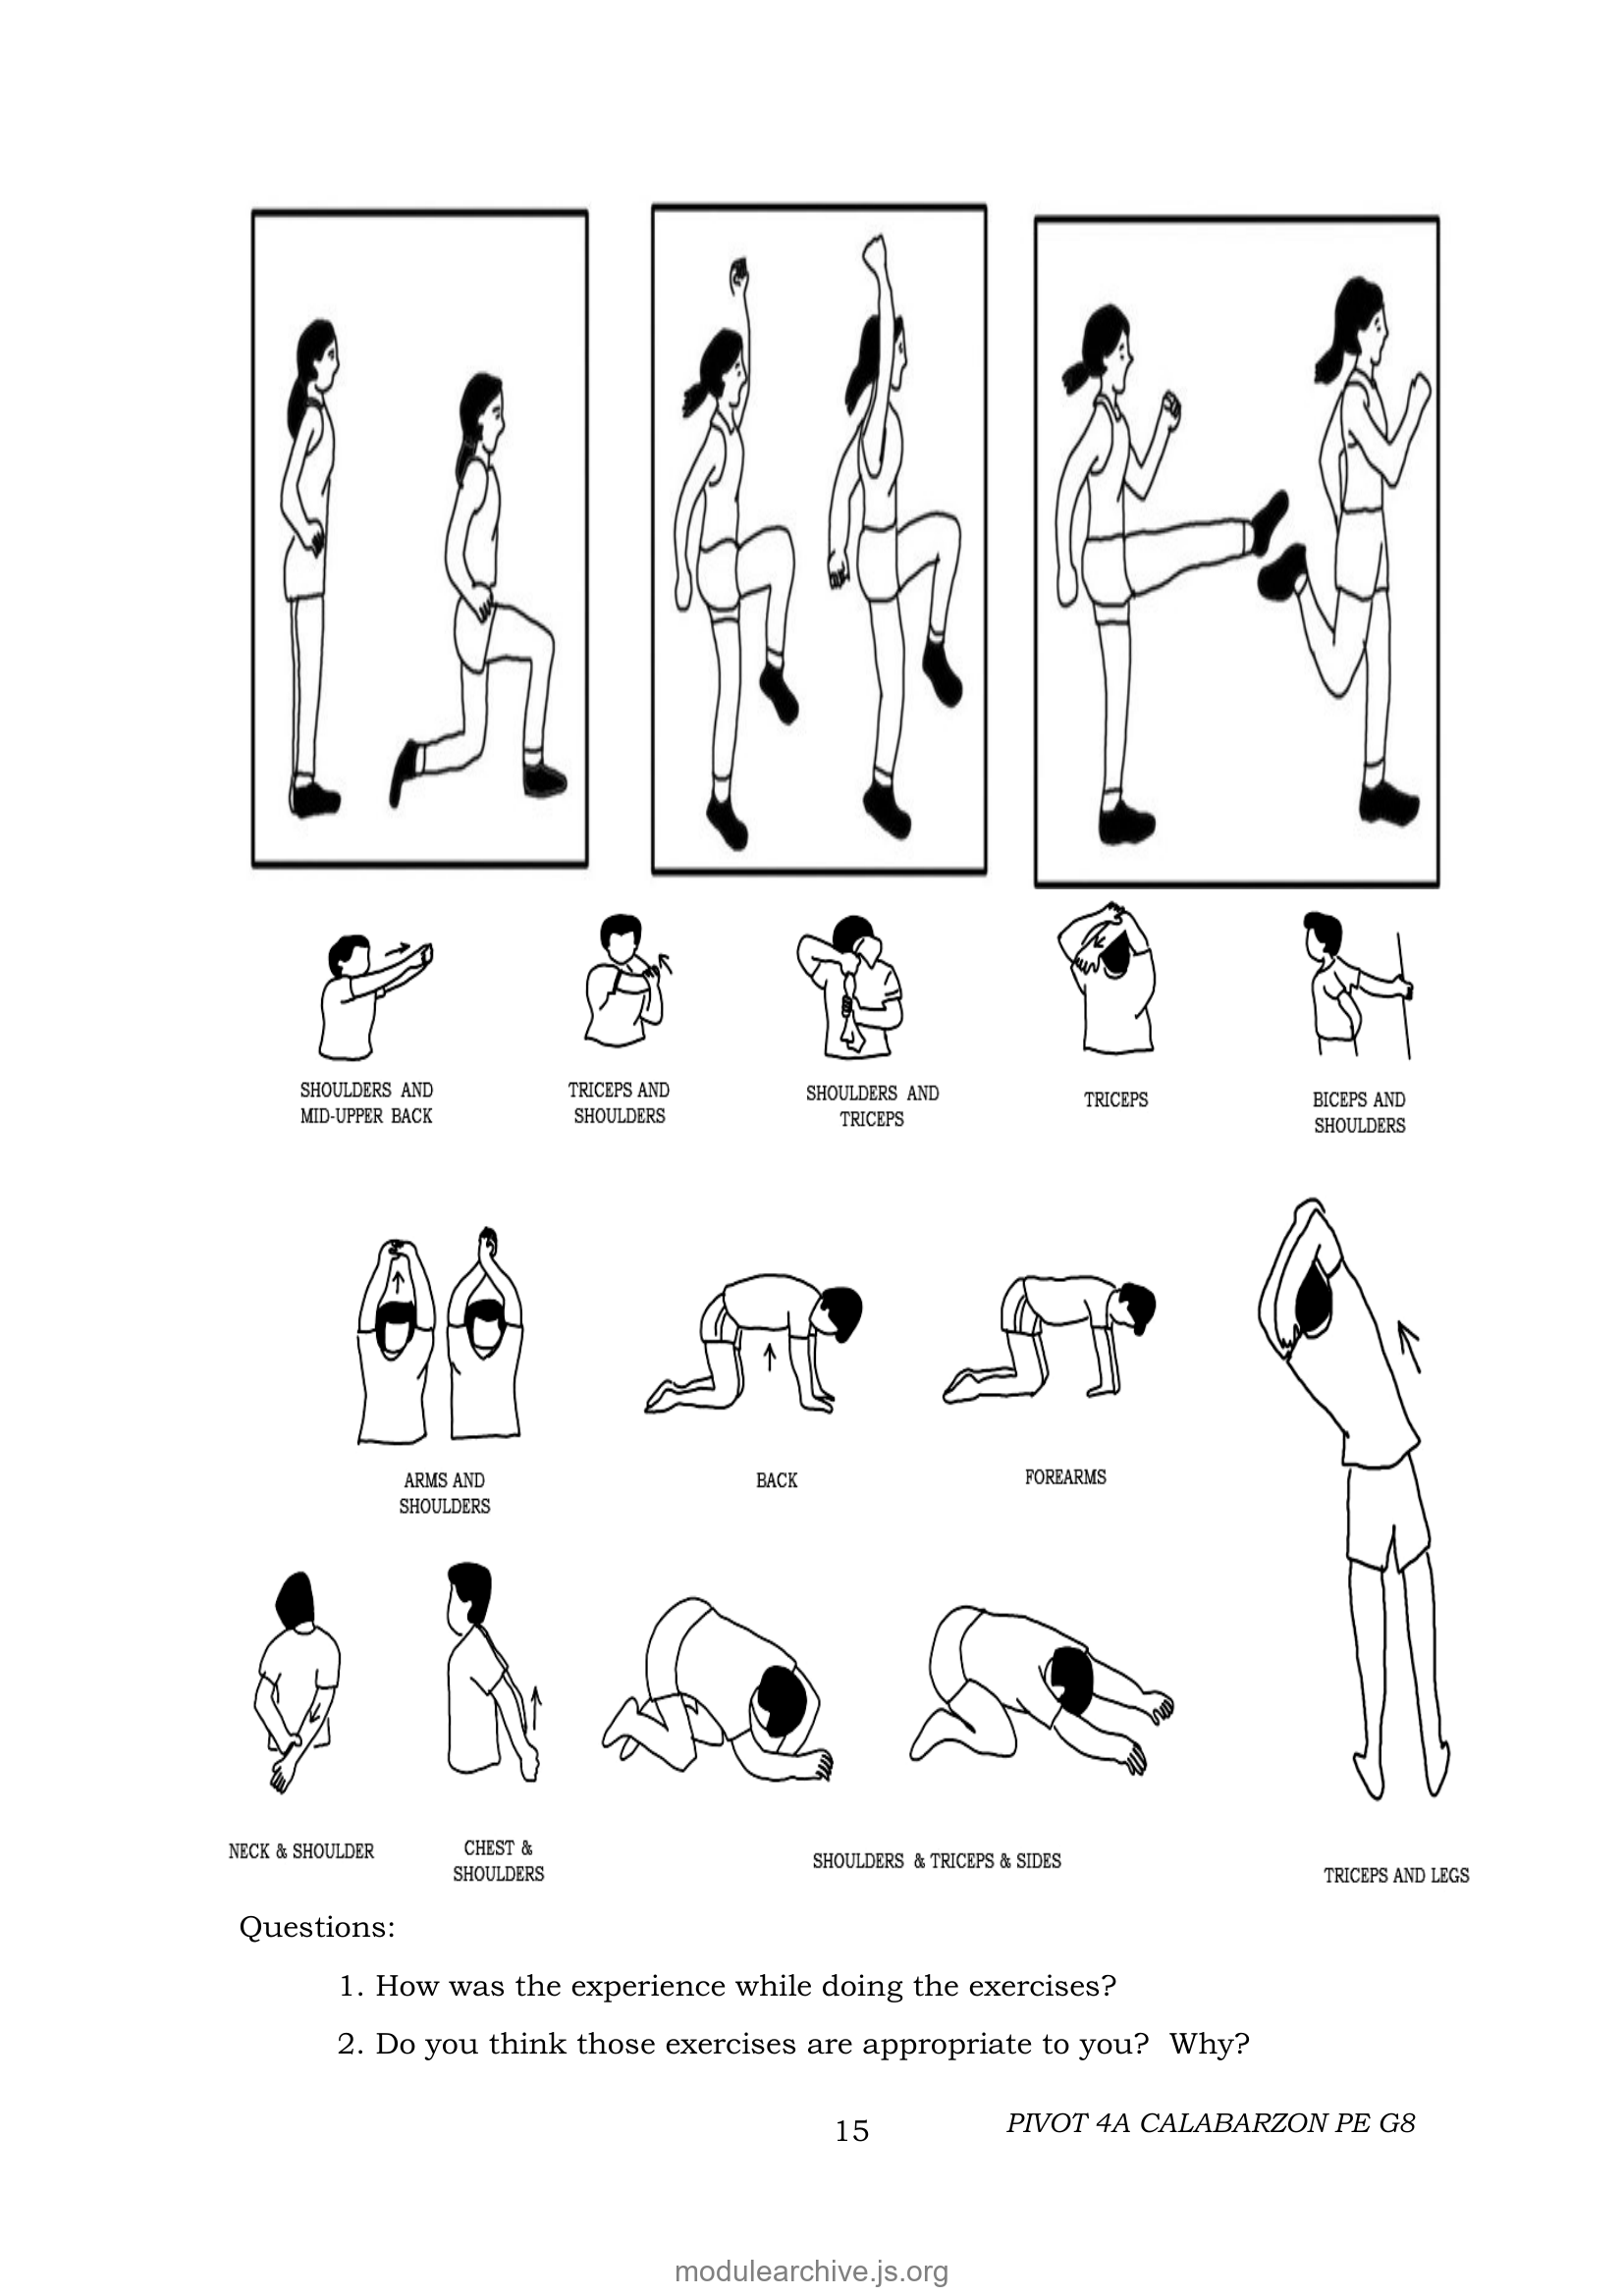 SHOULDERS AND
MID-UPPER BACK
TRICEPS AND
SHOULDERS
SHOULDERS AND
TRICEPS
TRICEPS
BICEPS AND
SHOULDERS
ARMS AND
SHOULDERS
BACK
FOREARMS
NECK & SHOULDER
CHEST &
SHOULDERS
SHOULDERS & TRICEPS & SIDES
TRICEPS AND LEGS
Questions:
1. How was the experience while doing the exercises?
2. Do you think those exercises are appropriate to you? Why?
15
PIVOT 4A CALABARZON PE G8
modulearchive.js.org